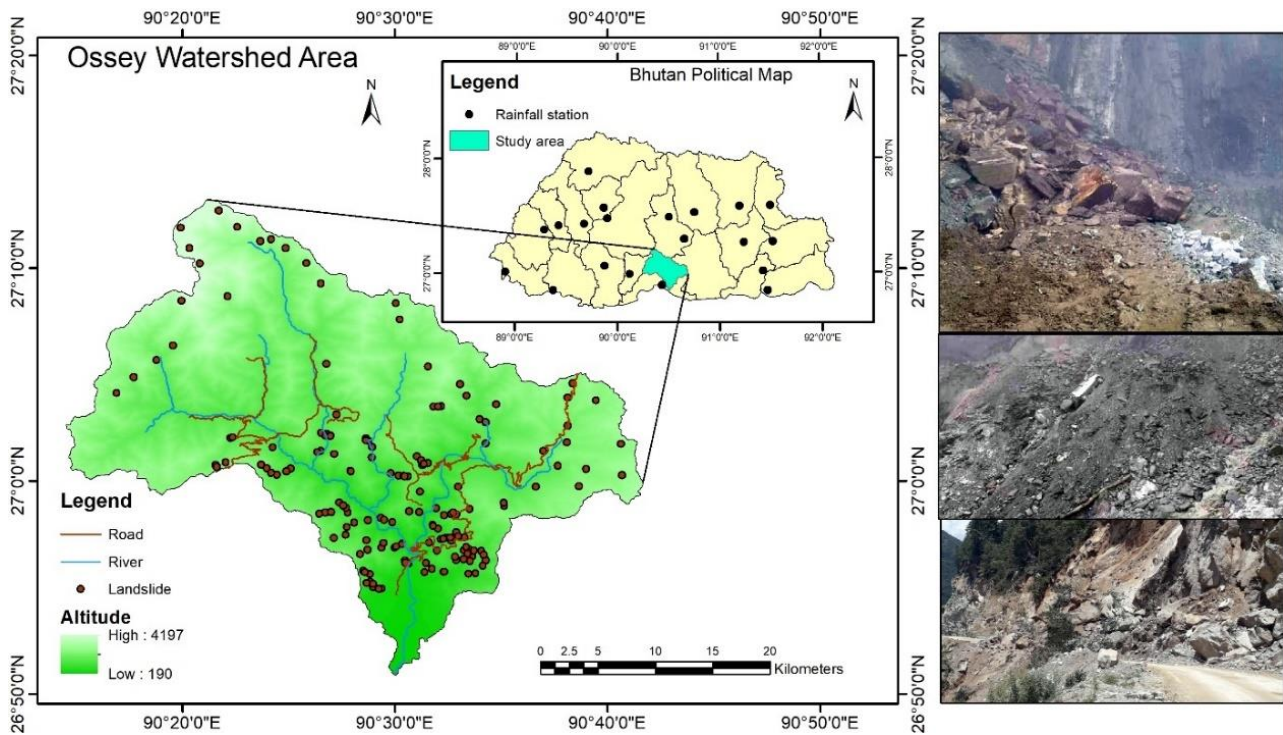 90°20'0"E 90°30'0"E 90°40'0"E 90°50'0"E
27°20'0"N
27°10'0"N
27°0'0"N
26°50'0"N
Ossey Watershed Area
N
Legend
Road
River
Landslide
Altitude
High : 4197
Low : 190
0 2.5 5 10 15 20
Kilometers
89°0'0"E 90°0'0"E 91°0'0"E 92°0'0"E
Bhutan Political Map
Legend
Rainfall station
Study area
N
28°0'0"N
27°0'0"N
28°0'0"N
27°0'0"N
89°0'0"E 90°0'0"E 91°0'0"E 92°0'0"E
27°20'0"N
27°10'0"N
27°0'0"N
26°50'0"N
90°20'0"E 90°30'0"E 90°40'0"E 90°50'0"E